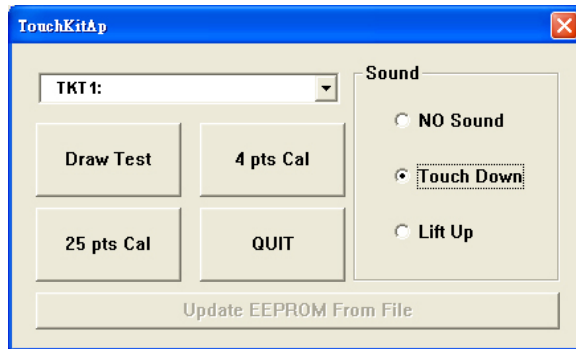 TouchKitAp
TKT1:
Draw Test
4 pts Cal
25 pts Cal
QUIT
Sound
NO Sound
Touch Down
Lift Up
Update EEPROM From File